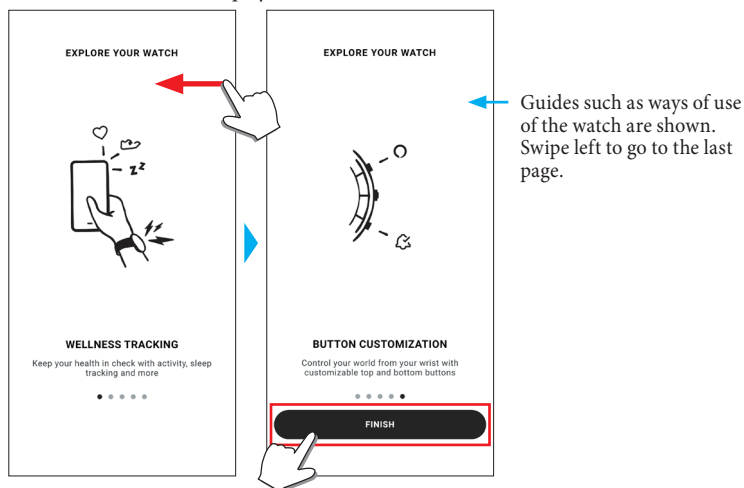 EXPLORE YOUR WATCH
z z z
WELLNESS TRACKING
Keep your health in check with activity, sleep
tracking and more
EXPLORE YOUR WATCH
BUTTON CUSTOMIZATION
Control your world from your wrist with
customizable top and bottom buttons
FINISH
Guides such as ways of use
of the watch are shown.
Swipe left to go to the last
page.